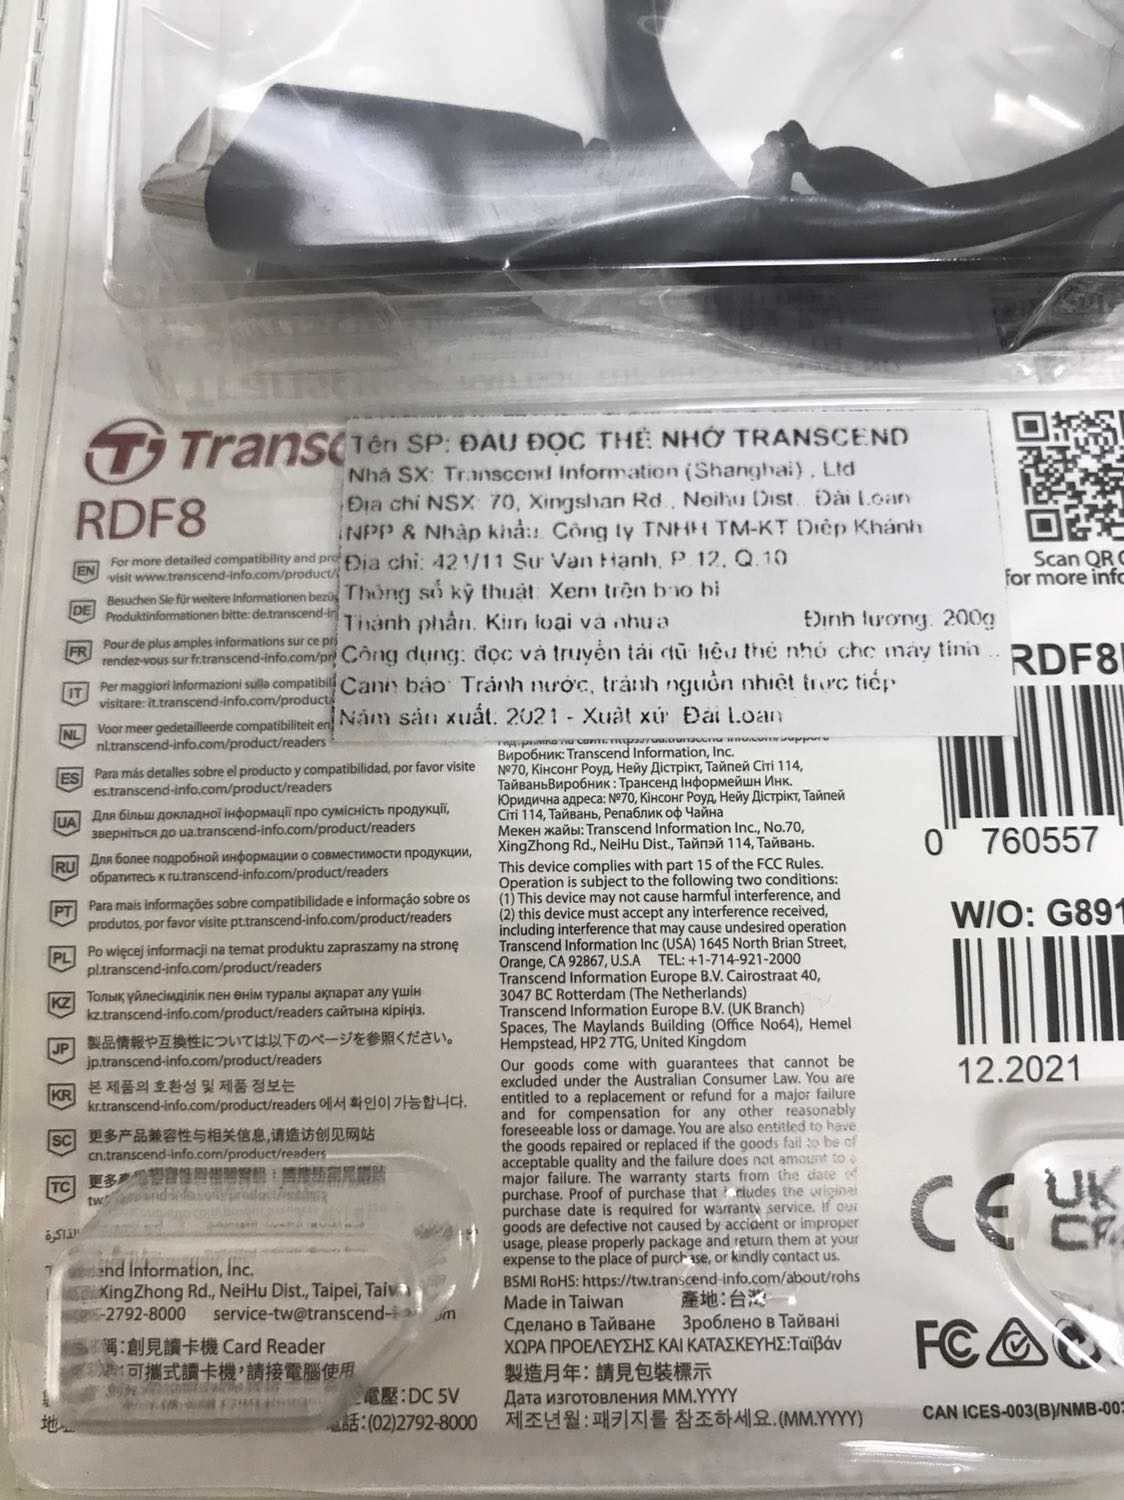 Transc
RDF8
Tên SP: ĐẦU ĐỌC THẺ NHỚ TRANSCEND
Nhà SX: Transcend Information (Shanghai) , Ltd
Địa chỉ NSX: 70, Xingshan Rd., Neihu Dist. Đài Loan
NPP & Nhập khẩu: Công ty TNHH TM-KT Diệp Khánh
Địa chỉ: 421/11 Sư Vạn Hạnh, P.12, Q.10
Thông số kỹ thuật: Xem trên bao bì
Thành phần: Kim loại và nhựa Định lượng: 200g
Công dụng: đọc và truyền tải dữ liệu thẻ nhớ cho máy tính ..
Cảnh báo: Tránh nước, tránh nguồn nhiệt trực tiếp
Năm sản xuất: 2021 - Xuất xứ: Đài Loan
Scan QR
for more info
EN For more detailed compatibility and
visit www.transcend-info.com/product/
DE Besuchen Sie für weitere Informationen
Produktinformationen bitte: de.transcend-in
FR Pour de plus amples informations sur ce
rendez-vous sur fr.transcend-info.com/pr
IT Per maggiori informazioni sulla
visitare: it.transcend-info.com/product
NL Voor meer gedetailleerde compatibiliteit en
nl.transcend-info.com/product/readers
ES Para más detalles sobre el producto y compatibilidad, por favor visite
es.transcend-info.com/product/readers
UA Для більш докладної інформації про сумісність продукції,
зверніться до ua.transcend-info.com/product/readers
RU Для более подробной информации о совместимости продукции,
обратитесь к ru.transcend-info.com/product/readers
PT Para mais informações sobre compatibilidade e informação sobre os
produtos, por favor visite pt.transcend-info.com/product/readers
PL Po więcej informacji na temat produktu zapraszamy na stronę
pl.transcend-info.com/product/readers
KZ Толық үйлесімділік пен өнім туралы ақпарат алу үшін
kz.transcend-info.com/product/readers сайтына кіріңіз.
JP 製品情報や互換性については以下のページを参照ください。
jp.transcend-info.com/product/readers
KR 본 제품의 호환성 및 제품 정보는
kr.transcend-info.com/product/readers 에서 확인이 가능합니다.
SC 更多产品兼容性与相关信息,请造访创见网站
cn.transcend-info.com/product/readers
TC 更多
tw
الذاكرة
end Information, Inc.
XingZhong Rd., NeiHu Dist., Taipei,
-2792-8000 service-tw@transcend- om
稱:創見讀卡機 Card Reader
可攜式讀卡機,請接電腦使用
電壓:DC 5V
電話:(02)2792-8000
Виробник: Transcend Information, Inc.
№70, Кінсонг Роуд, Нейу Дістрікт, Тайпей Сіті 114,
ТайваньВиробник : Трансенд Інформейшн Инк.
Юридична адреса: №70, Кінсонг Роуд, Нейу Дістрікт, Тайпей
Сіті 114, Тайвань, Репаблик оф Чайна
Мекен жайы: Transcend Information Inc., No.70,
XingZhong Rd., NeiHu Dist., Тайпэй 114, Тайвань.
This device complies with part 15 of the FCC Rules.
Operation is subject to the following two conditions:
(1) This device may not cause harmful interference, and
(2) this device must accept any interference received,
including interference that may cause undesired operation
Transcend Information Inc (USA) 1645 North Brian Street,
Orange, CA 92867, U.S.A TEL: +1-714-921-2000
Transcend Information Europe B.V. Cairostraat 40,
3047 BC Rotterdam (The Netherlands)
Transcend Information Europe B.V. (UK Branch)
Spaces, The Maylands Building (Office No64), Hemel
Hempstead, HP2 7TG, United Kingdom
Our goods come with guarantees that cannot be
excluded under the Australian Consumer Law. You are
entitled to a replacement or refund for a major failure
and for compensation for any other reasonably
foreseeable loss or damage. You are also entitled to have
the goods repaired or replaced if the goods fail to be of
acceptable quality and the failure does not amount to a
major failure. The warranty starts from the date of
purchase. Proof of purchase that includes the original
purchase date is required for warranty service. If our
goods are defective not caused by accident or improper
usage, please properly package and return them at your
expense to the place of purchase, or kindly contact us.
BSMI RoHS: https://tw.transcend-info.com/about/rohs
Made in Taiwan 產地:台灣
Сделано в Тайване Зроблено в Тайвані
ΧΩΡΑ ΠΡΟΕΛΕΥΣΗΣ ΚΑΙ ΚΑΤΑΣΚΕΥΗΣ:Ταϊβάν
製造月年: 請見包裝標示
Дата изготовления MM.YYYY
제조년월: 패키지를 참조하세요. (MM.YYYY)
RDF8
0 760557
W/O: G891
12.2021
CE UK
CA
FC
CAN ICES-003(B)/NMB-003